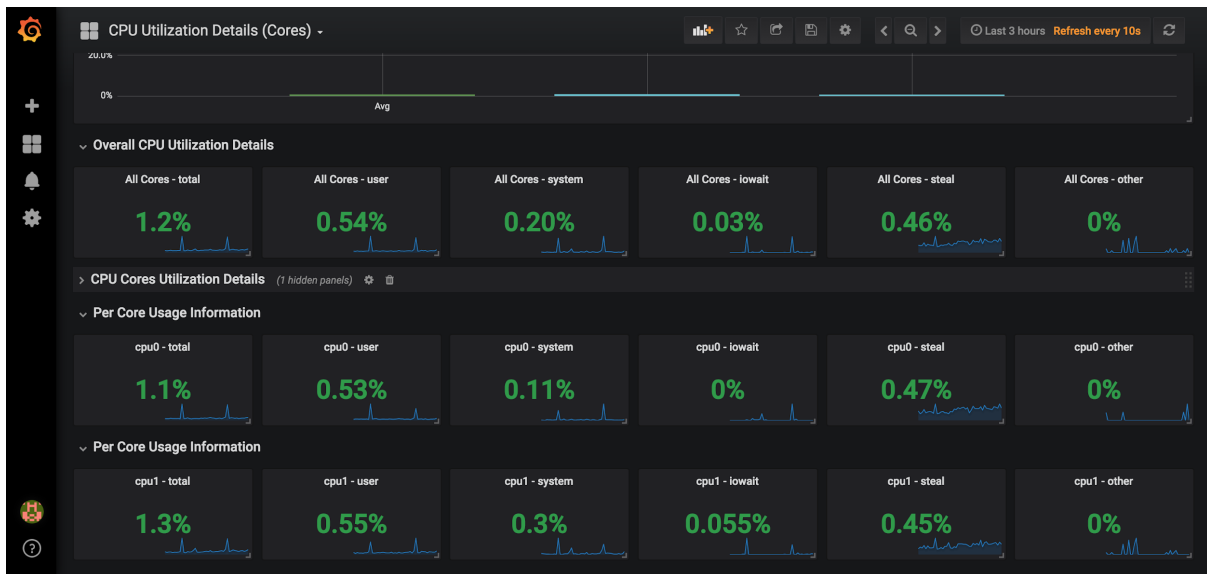 CPU Utilization Details (Cores)
Last 3 hours Refresh every 10s
20.0%
0%
Avg
Overall CPU Utilization Details
All Cores - total All Cores - user All Cores - system All Cores - iowait All Cores - steal All Cores - other
1.2% 0.54% 0.20% 0.03% 0.46% 0%
CPU Cores Utilization Details (1 hidden panels)
Per Core Usage Information
cpu0 - total cpu0 - user cpu0 - system cpu0 - iowait cpu0 - steal cpu0 - other
1.1% 0.53% 0.11% 0% 0.47% 0%
Per Core Usage Information
cpu1 - total cpu1 - user cpu1 - system cpu1 - iowait cpu1 - steal cpu1 - other
1.3% 0.55% 0.3% 0.055% 0.45% 0%
?